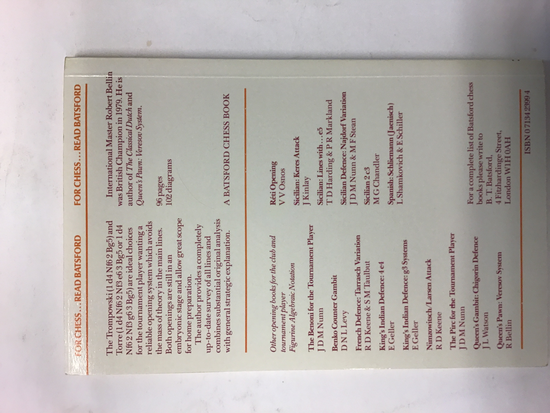 FOR CHESS... READ BATSFORD
FOR CHESS... READ BATSFORD
The Trompowski (1 d4 Nf6 2 Bg5) and
Torre (1 d4 Nf6 2 Nf3 e6 3 Bg5 or 1 d4
Nf6 2 Nf3 g6 3 Bg5) are ideal choices
for the tournament player wanting a
reliable opening system which avoids
the mass of theory in the main lines.
Both openings are still in an
embryonic stage and allow great scope
for home preparation.
The author provides a completely
up-to-date survey of all lines and
combines substantial original analysis
with general strategic explanation.
International Master Robert Bellin
was British Champion in 1979. He is
author of The Classical Dutch and
Queen's Pawn: Veresov System.
96 pages
102 diagrams
A BATSFORD CHESS BOOK
Other opening books for the club and
tournament player
Figurine Algebraic Notation
The Benoni for the Tournament Player
J D M Nunn
Benko Counter Gambit
D N L Levy
French Defence: Tarrasch Variation
R D Keene & S M Taulbut
King's Indian Defence: 4 e4
E Geller
King's Indian Defence: g3 Systems
E Geller
Nimzowitsch/Larsen Attack
R D Keene
The Pirc for the Tournament Player
J D M Nunn
Queen's Gambit: Chigorin Defence
J L Watson
Queen's Pawn: Veresov System
R Bellin
Réti Opening
V V Osnos
Sicilian: Keres Attack
J Kinlay
Sicilian: Lines with ... e5
T D Harding & P R Markland
Sicilian Defence: Najdorf Variation
J D M Nunn & M F Stean
Sicilian: 2 c3
M G Chandler
Spanish: Schliemann (Jaenisch)
L Shamkovich & E Schiller
For a complete list of Batsford chess
books please write to
B. T. Batsford,
4 Fitzhardinge Street,
London W1H 0AH
ISBN 0 7134 2399 4